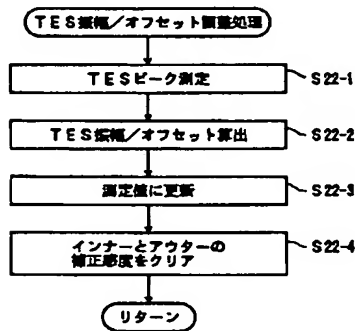 TES振幅／オフセット調整処理
TESピーク測定
S22-1
TES振幅／オフセット算出
S22-2
測定値に更新
S22-3
インナーとアウターの
補正感度をクリア
S22-4
リターン